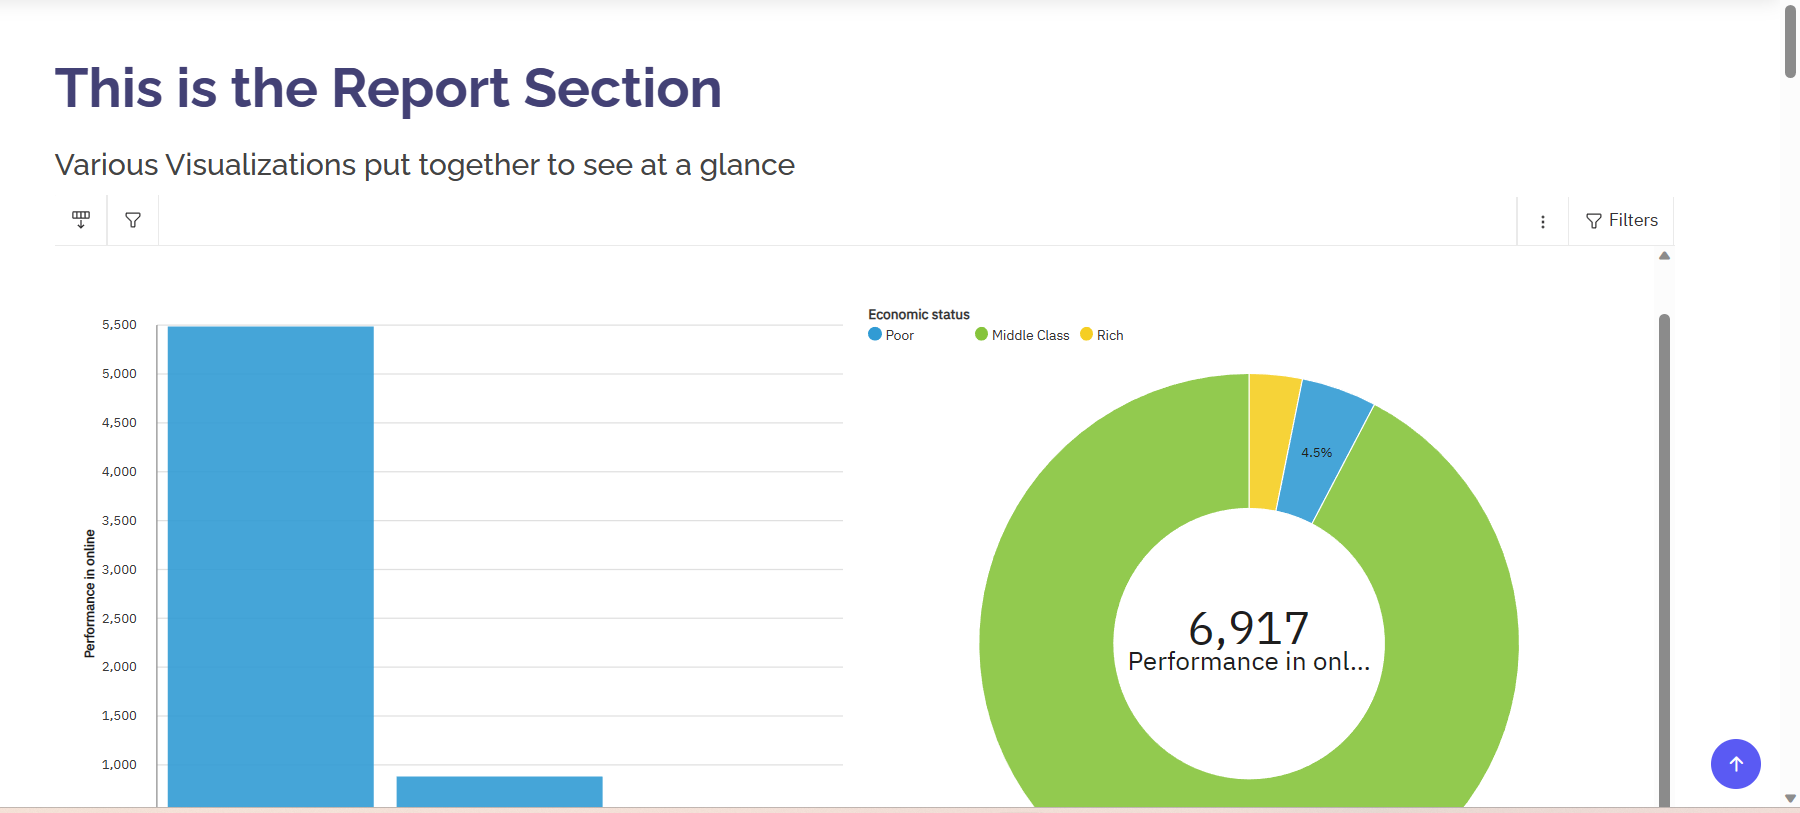 This is the Report Section
Various Visualizations put together to see at a glance
Filters
5,500
5,000
4,500
4,000
3,500
3,000
2,500
2,000
1,500
1,000
Performance in online
Economic status
Poor
Middle Class
Rich
4.5%
6,917
Performance in onl...